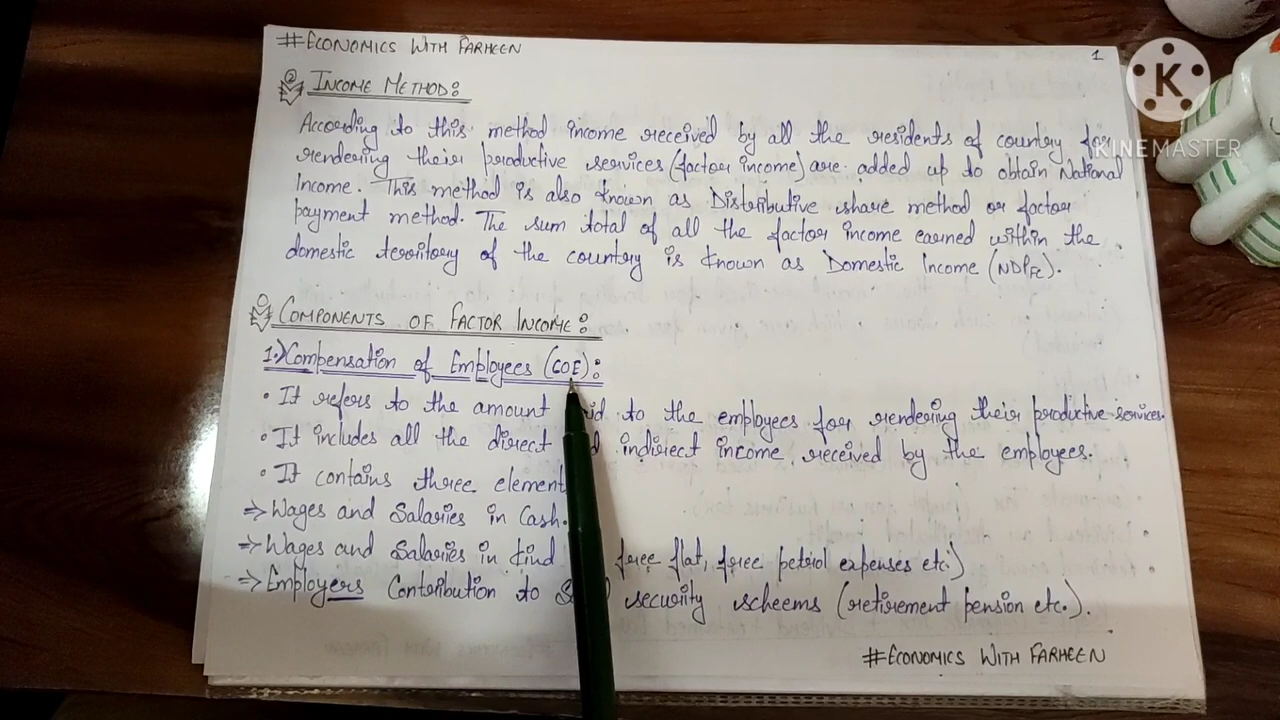 #ECONOMICS WITH FARHEEN
1
② INCOME METHOD:
According to this method income received by all the residents of country for
rendering their productive services (factor income) are added up to obtain National
Income. This method is also known as Distributive share method or factor
payment method. The sum total of all the factor income earned within the
domestic territory of the country is known as Domestic Income (NDPFC).
COMPONENTS OF FACTOR INCOME:
1.) Compensation of Employees (COE):
• It refers to the amount id to the employees for rendering their productive services.
• It includes all the direct d indirect income received by the employees.
• It contains three element
⇒ Wages and Salaries in Cash.
⇒ Wages and Salaries in kind free flat, free petrol expenses etc.)
⇒ Employers Contribution to security scheems (retirement pension etc.).
#ECONOMICS WITH FARHEEN
K
KINEMASTER